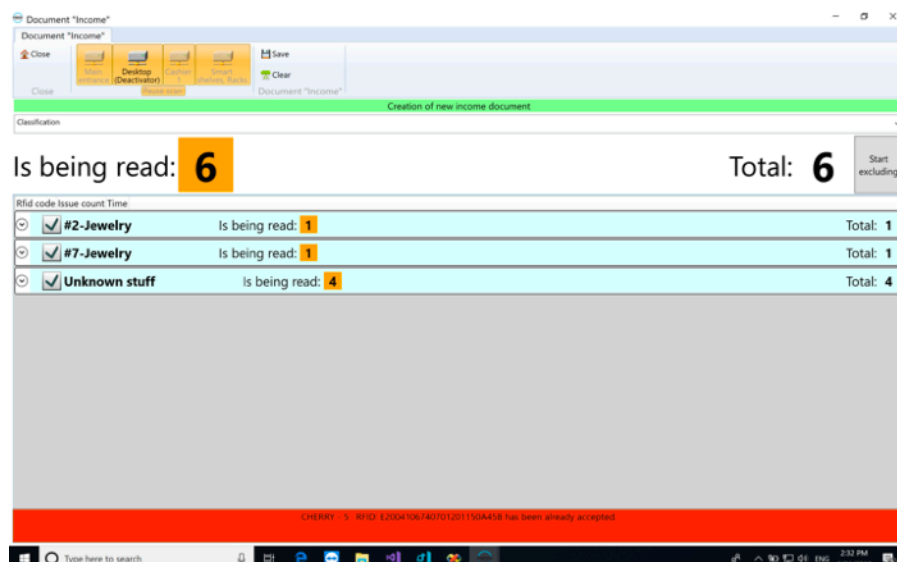 Document "Income"
Document "Income"
Close
Main entrance
Desktop (Deactivator)
Cashier 1
Smart shelves, Racks
Save
Clear
Close
Pause scan
Document "Income"
Creation of new income document
Classification
Is being read: 6
Total: 6
Start excluding
Rfid code Issue count Time
#2-Jewelry Is being read: 1 Total: 1
#7-Jewelry Is being read: 1 Total: 1
Unknown stuff Is being read: 4 Total: 4
CHERRY - S RFID E2004106740701201150A45B has been already accepted
Type here to search
ENG
2:32 PM